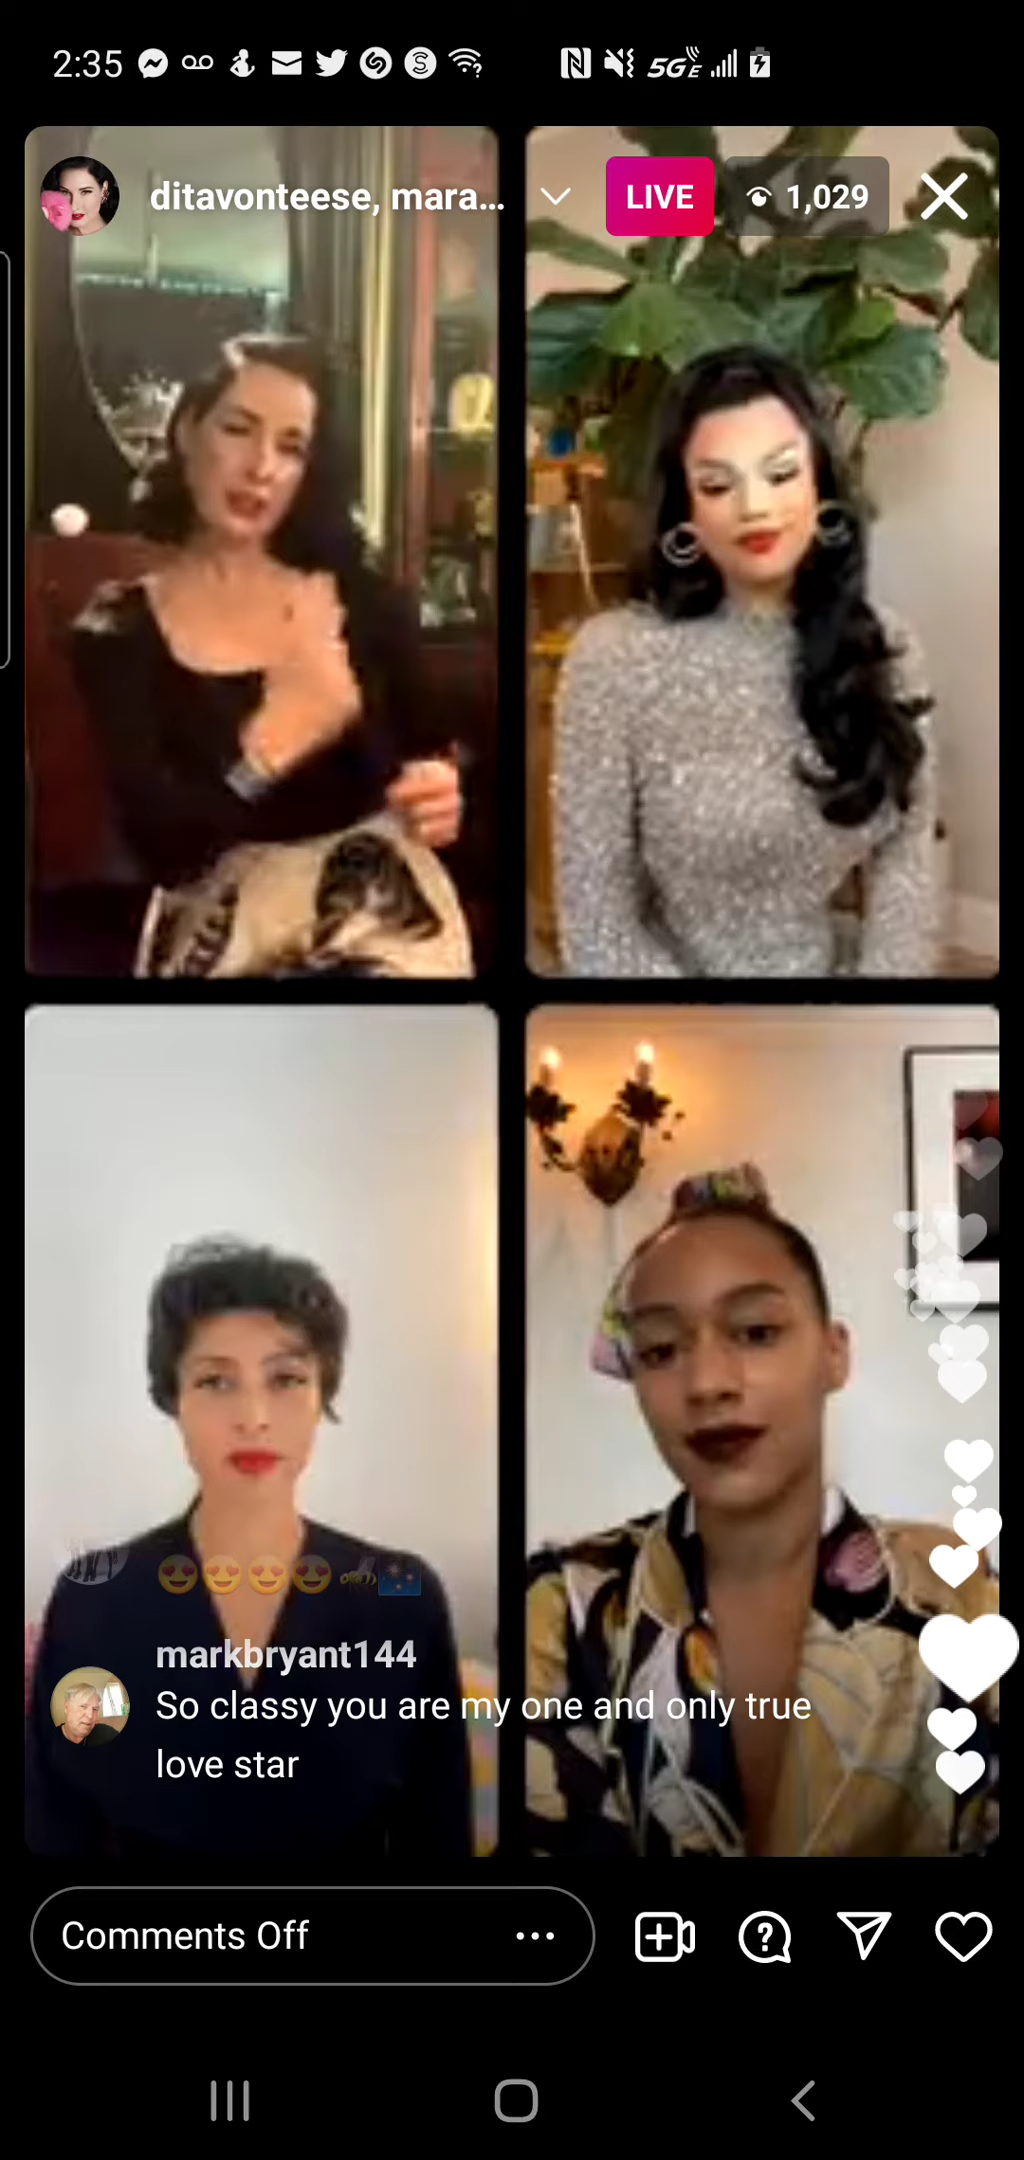 2:35
5GE
ditavonteese, mara...
LIVE
1,029
markbryant144
So classy you are my one and only true
love star
Comments Off